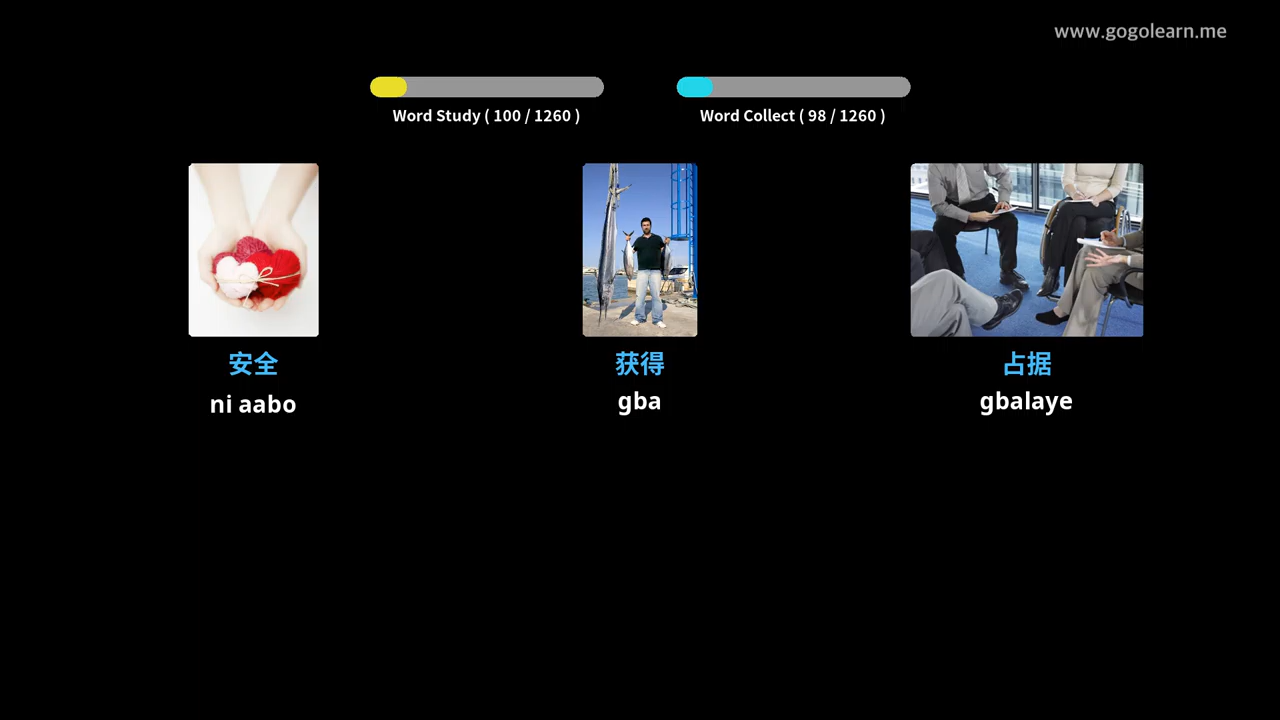 www.gogolearn.me
Word Study ( 100 / 1260 )
Word Collect ( 98 / 1260 )
安全
获得
占据
ni aabo
gba
gbalaye